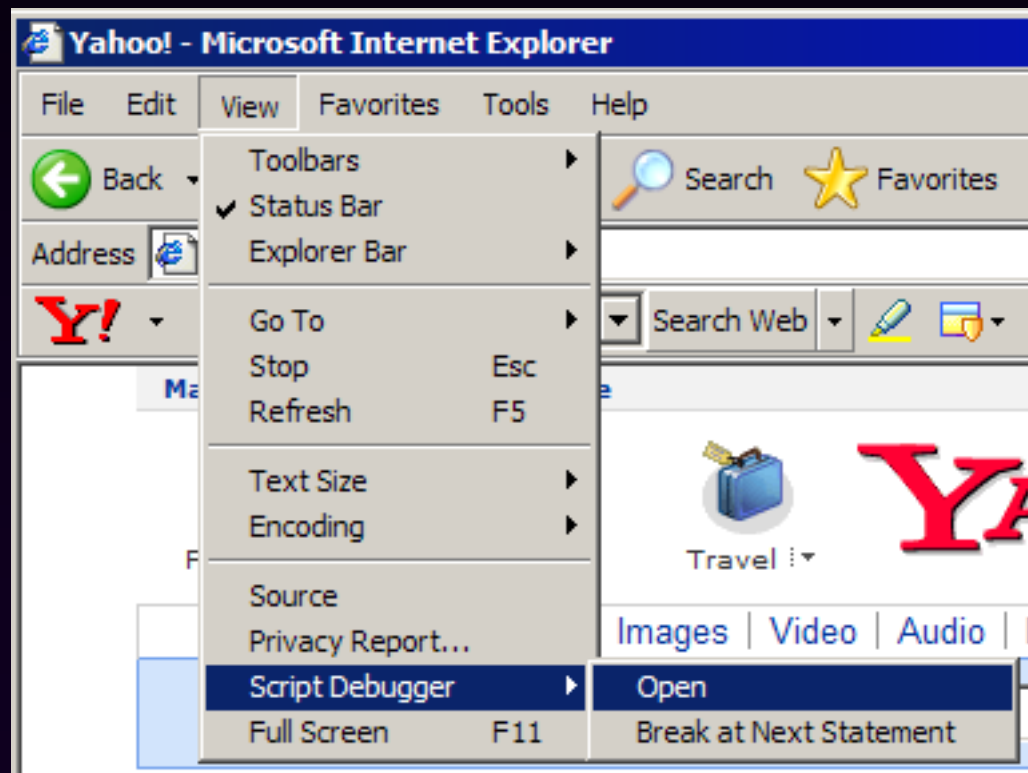 Yahoo! - Microsoft Internet Explorer
File Edit View Favorites Tools Help
Back Search Favorites
Address
Y! Search Web
Toolbars
Status Bar
Explorer Bar
Go To
Stop Esc
Refresh F5
Text Size
Encoding
Source
Privacy Report...
Script Debugger
Full Screen F11
Open
Break at Next Statement
Travel
Images | Video | Audio |